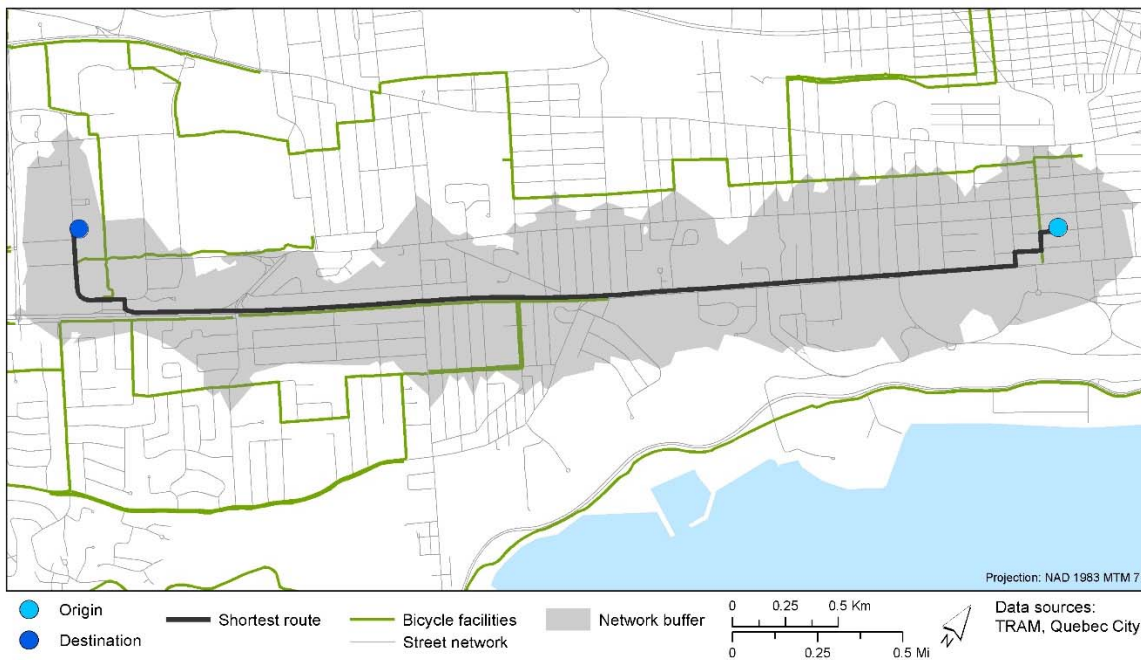 Projection: NAD 1983 MTM 7
Origin
Destination
Shortest route
Bicycle facilities
Street network
Network buffer
0 0.25 0.5 Km
0 0.25 0.5 Mi
N
Data sources:
TRAM, Quebec City